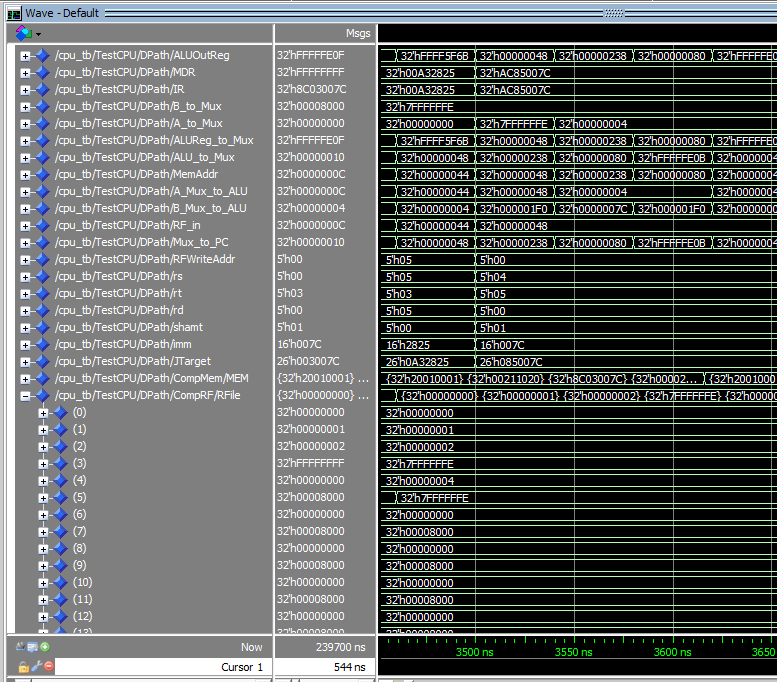 Wave - Default
Msgs
/cpu_tb/TestCPU/DPath/ALUOutReg 32'hFFFFFE0F 32'hFFFF5F6B 32'h00000048 32'h00000238 32'h00000080 32'hFFFFFE0
/cpu_tb/TestCPU/DPath/MDR 32'hFFFFFFFF 32'h00A32825 32'hAC85007C
/cpu_tb/TestCPU/DPath/IR 32'h8C03007C 32'h00A32825 32'hAC85007C
/cpu_tb/TestCPU/DPath/B_to_Mux 32'h00008000 32'h7FFFFFFE
/cpu_tb/TestCPU/DPath/A_to_Mux 32'h00000000 32'h00000000 32'h7FFFFFFE 32'h00000004
/cpu_tb/TestCPU/DPath/ALUReg_to_Mux 32'hFFFFFE0F 32'hFFFF5F6B 32'h00000048 32'h00000238 32'h00000080 32'hFFFFFE0
/cpu_tb/TestCPU/DPath/ALU_to_Mux 32'h00000010 32'h00000048 32'h00000238 32'h00000080 32'hFFFFFE0B 32'h0000004
/cpu_tb/TestCPU/DPath/MemAddr 32'h0000000C 32'h00000044 32'h00000048 32'h00000238 32'h00000080 32'h0000004
/cpu_tb/TestCPU/DPath/A_Mux_to_ALU 32'h0000000C 32'h00000044 32'h00000048 32'h00000004 32'h0000004
/cpu_tb/TestCPU/DPath/B_Mux_to_ALU 32'h00000004 32'h00000004 32'h000001F0 32'h0000007C 32'h000001F0 32'h0000000
/cpu_tb/TestCPU/DPath/RF_in 32'h0000000C 32'h00000044 32'h00000048
/cpu_tb/TestCPU/DPath/Mux_to_PC 32'h00000010 32'h00000048 32'h00000238 32'h00000080 32'hFFFFFE0B 32'h0000004
/cpu_tb/TestCPU/DPath/RFWriteAddr 5'h00 5'h05 5'h00
/cpu_tb/TestCPU/DPath/rs 5'h00 5'h05 5'h04
/cpu_tb/TestCPU/DPath/rt 5'h03 5'h03 5'h05
/cpu_tb/TestCPU/DPath/rd 5'h00 5'h05 5'h00
/cpu_tb/TestCPU/DPath/shamt 5'h01 5'h00 5'h01
/cpu_tb/TestCPU/DPath/imm 16'h007C 16'h2825 16'h007C
/cpu_tb/TestCPU/DPath/JTarget 26'h003007C 26'h0A32825 26'h085007C
/cpu_tb/TestCPU/DPath/CompMem/MEM {32'h20010001} ... {32'h20010001} {32'h00211020} {32'h8C03007C} {32'h00002... {32'h2001000
/cpu_tb/TestCPU/DPath/CompRF/RFile {32'h00000000} ... {32'h00000000} {32'h00000001} {32'h00000002} {32'h7FFFFFFE} {32'h00000
(0) 32'h00000000 32'h00000000
(1) 32'h00000001 32'h00000001
(2) 32'h00000002 32'h00000002
(3) 32'hFFFFFFFF 32'h7FFFFFFE
(4) 32'h00000000 32'h00000004
(5) 32'h00008000 32'h7FFFFFFE
(6) 32'h00000000 32'h00000000
(7) 32'h00008000 32'h00008000
(8) 32'h00000000 32'h00000000
(9) 32'h00008000 32'h00008000
(10) 32'h00000000 32'h00000000
(11) 32'h00008000 32'h00008000
(12) 32'h00000000 32'h00000000
(13) 32'h00008000 32'h00008000
Now 239700 ns 3500 ns 3550 ns 3600 ns 3650
Cursor 1 544 ns